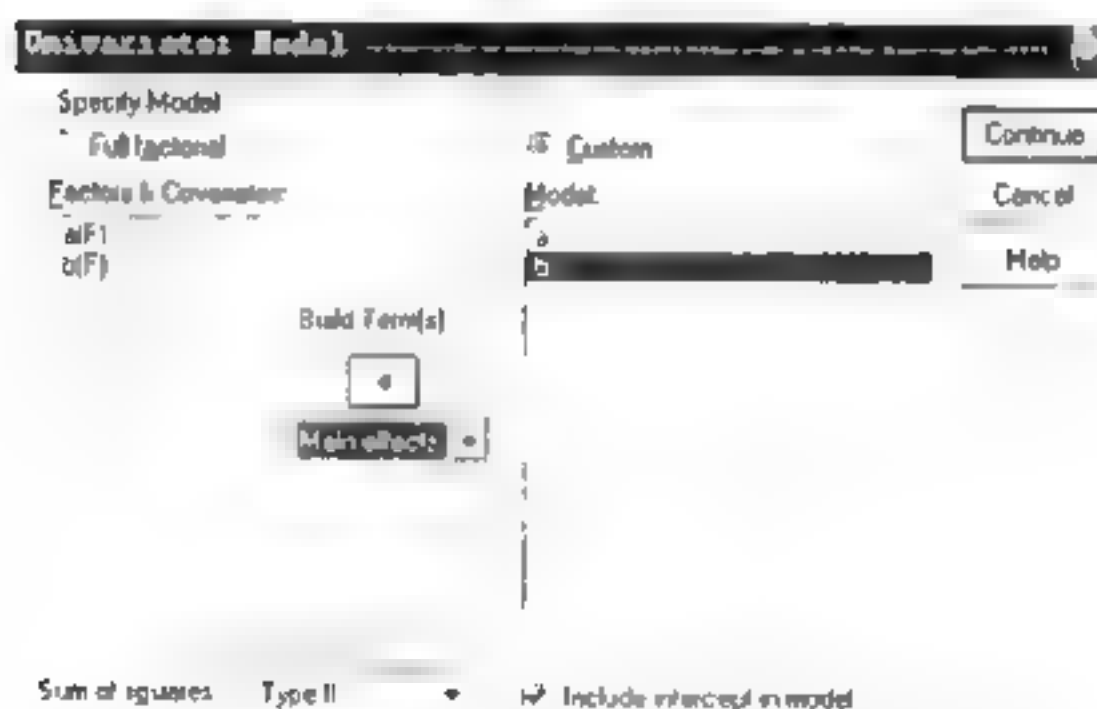 Univariate: Model
Specify Model
Full factorial
Custom
Continue
Factors & Covariates
Model:
Cancel
a(F)
a
b(F)
b
Help
Build Term(s)
Main effects
Sum of squares
Type II
Include intercept in model